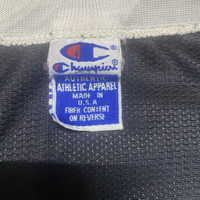 Champion
AUTHENTIC
ATHLETIC APPAREL
MADE IN
U.S.A
FIBER CONTENT
ON REVERSE